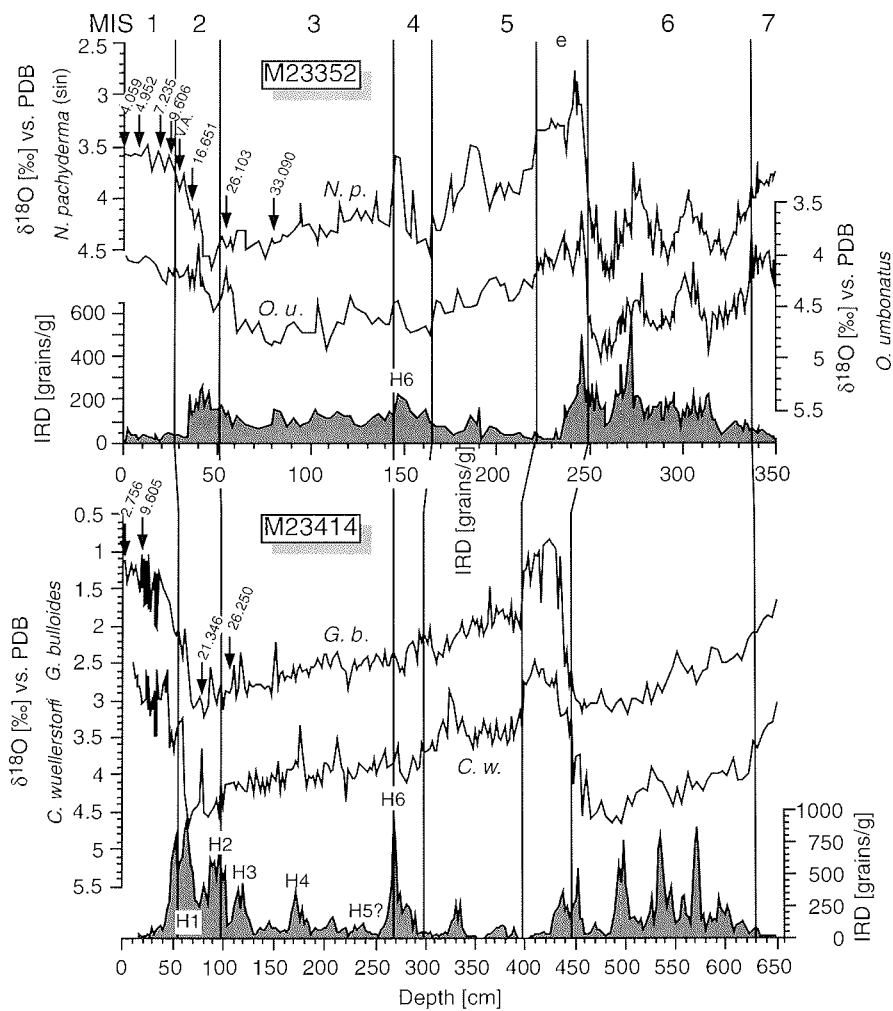 MIS 1 2 3 4 5 e 6 7
M23352
δ18O [‰] vs. PDB
N. pachyderma (sin)
2.5
3
3.5
4
4.5
4.059
4.952
7.235
9.606
V.A.
16.651
26.103
33.090
N. p.
O. u.
3.5
4
4.5
5
5.5
δ18O [‰] vs. PDB
O. umbonatus
IRD [grains/g]
600
400
200
0
H6
0 50 100 150 200 250 300 350
IRD [grains/g]
M23414
2.756
9.605
21.346
26.250
δ18O [‰] vs. PDB
C. wuellerstorfi G. bulloides
0.5
1
1.5
2
2.5
3
3.5
4
4.5
5
5.5
G. b.
C. w.
H1
H2
H3
H4
H5?
H6
1000
750
500
250
0
IRD [grains/g]
0 50 100 150 200 250 300 350 400 450 500 550 600 650
Depth [cm]